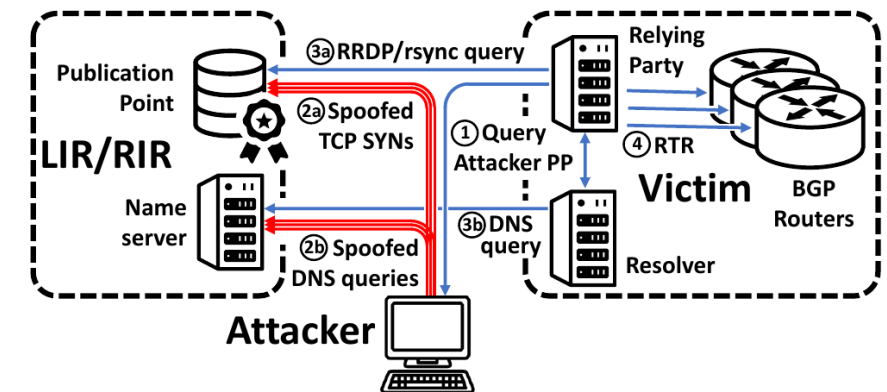 3a RRDP/rsync query
Relying
Party
Publication
Point
2a Spoofed
TCP SYNs
1 Query
Attacker PP
4 RTR
LIR/RIR
Victim
BGP
Routers
Name
server
3b DNS
query
2b Spoofed
DNS queries
Resolver
Attacker